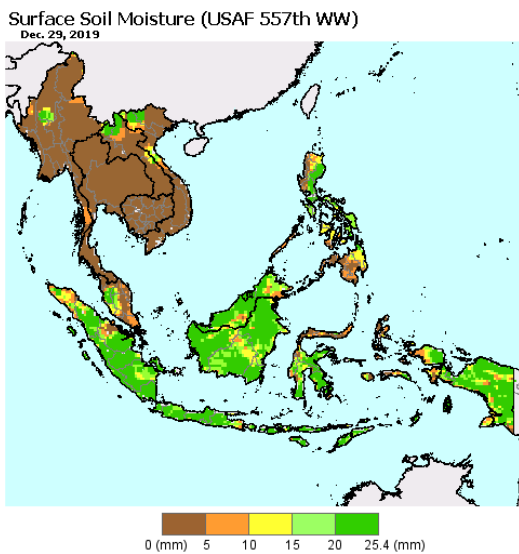 Surface Soil Moisture (USAF 557th WW)
Dec. 29, 2019
0 (mm) 5 10 15 20 25.4 (mm)